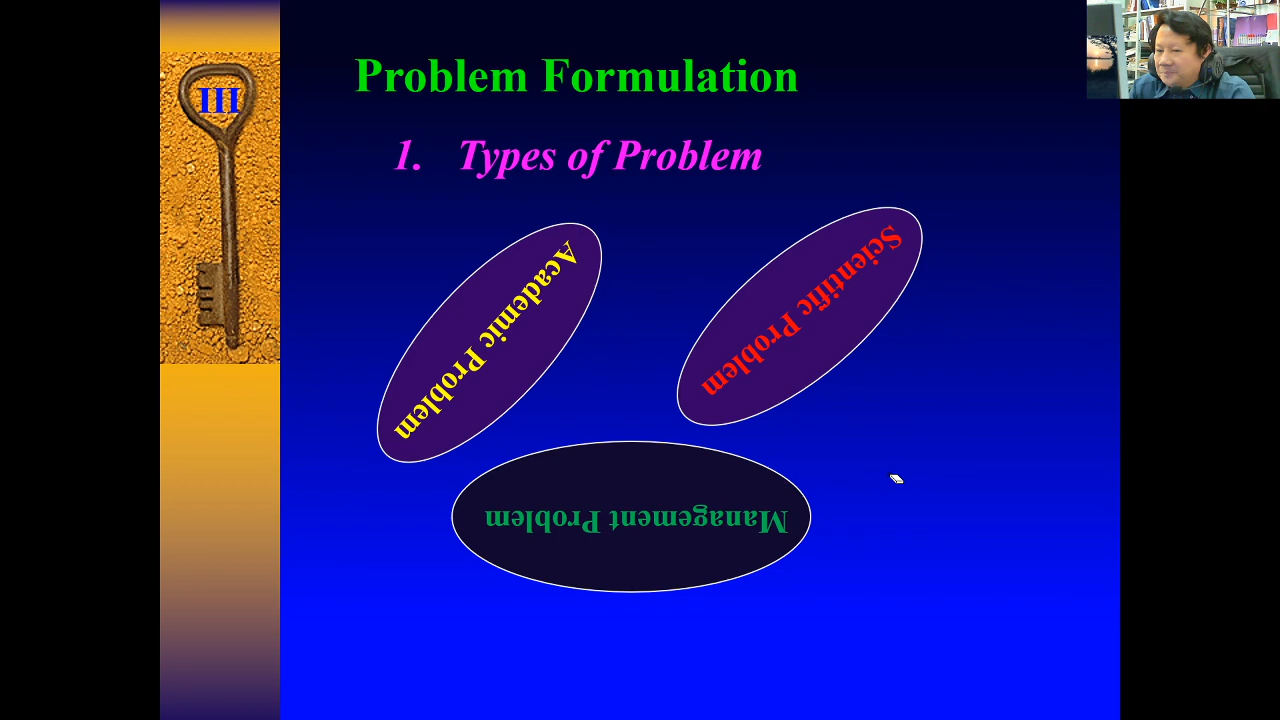 III
Problem Formulation
1. Types of Problem
Academic Problem
Scientific Problem
Management Problem